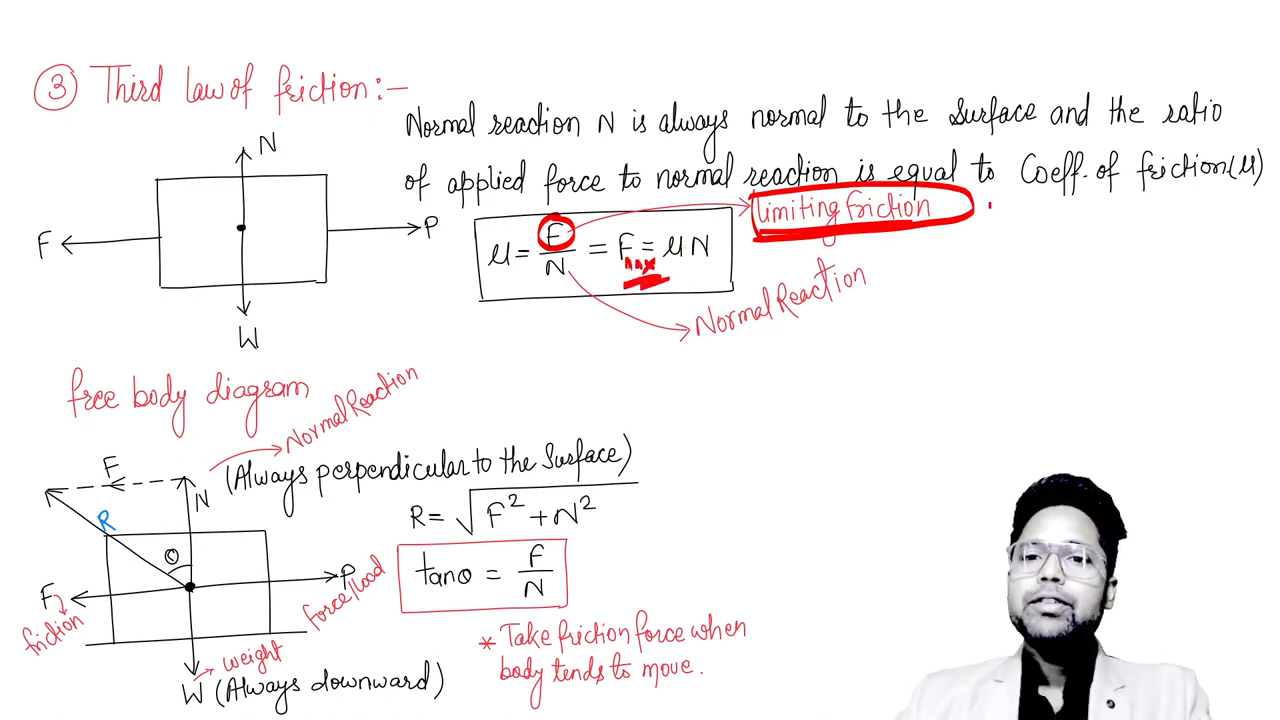 ③ Third law of friction:-
Normal reaction N is always normal to the surface and the ratio
of applied force to normal reaction is equal to Coeff. of friction(μ)
N
F
P
W
μ = F/N = F = μN
max
limiting friction
Normal Reaction
free body diagram
Normal Reaction
F
N
(Always perpendicular to the surface)
R
θ
R = √F² + N²
F
friction
P
force/load
tanθ = F/N
* Take friction force when
body tends to move.
weight
W (Always downward)